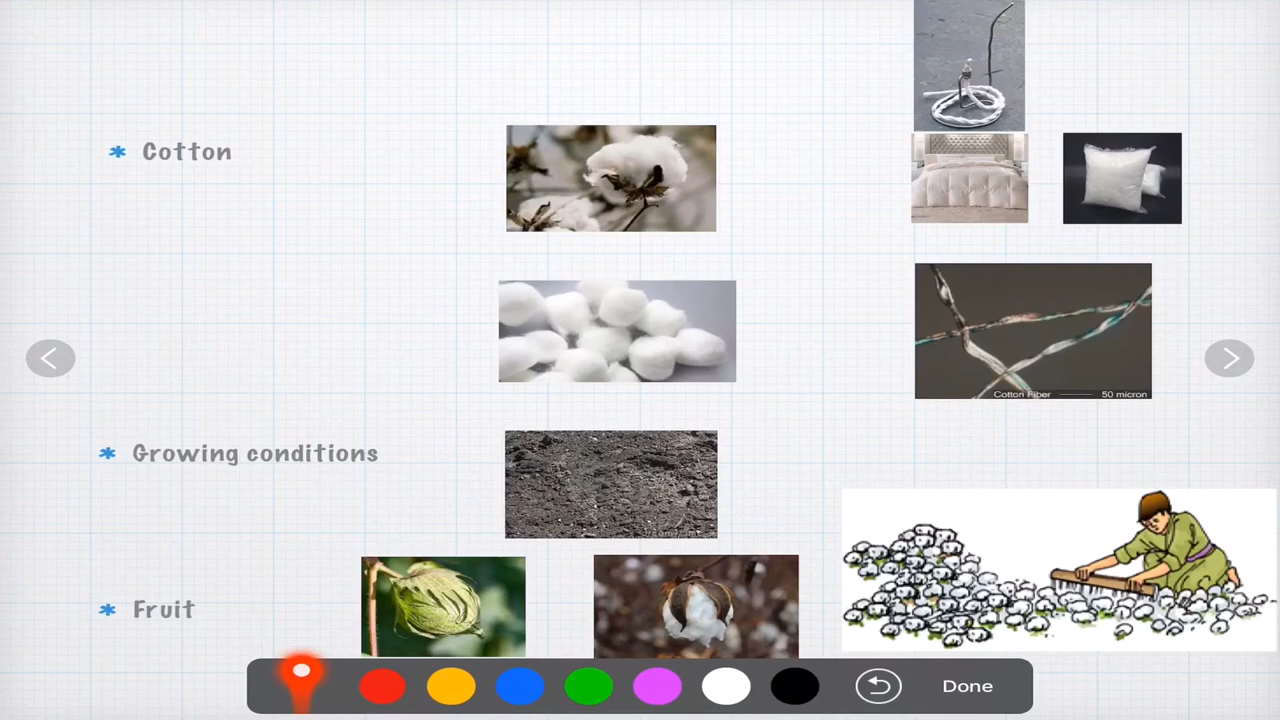 * Cotton
Cotton Fiber 50 micron
* Growing conditions
* Fruit
Done